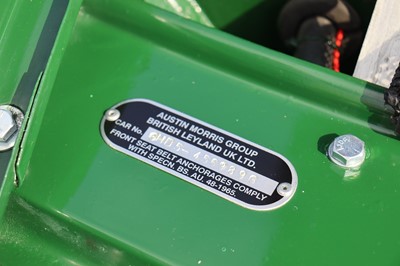 AUSTIN MORRIS GROUP
BRITISH LEYLAND UK LTD.
CAR No.
FRONT SEAT BELT ANCHORAGES COMPLY
WITH SPECN. BS. AU. 48-1965.